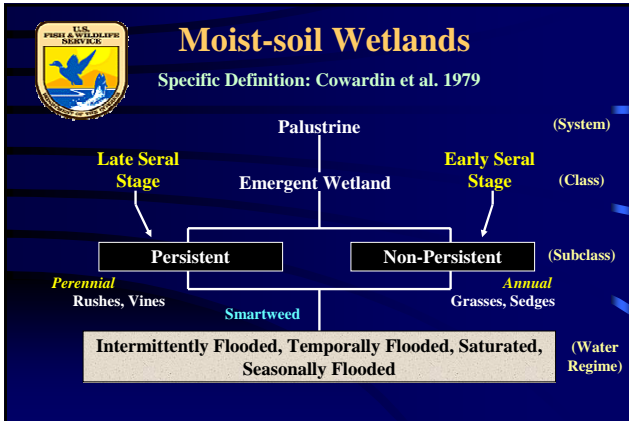 U.S.
FISH & WILDLIFE
SERVICE
Moist-soil Wetlands
Specific Definition: Cowardin et al. 1979
Palustrine
(System)
Late Seral
Stage
Early Seral
Stage
Emergent Wetland
(Class)
Persistent
Non-Persistent
(Subclass)
Perennial
Annual
Rushes, Vines
Grasses, Sedges
Smartweed
Intermittently Flooded, Temporally Flooded, Saturated,
Seasonally Flooded
(Water
Regime)